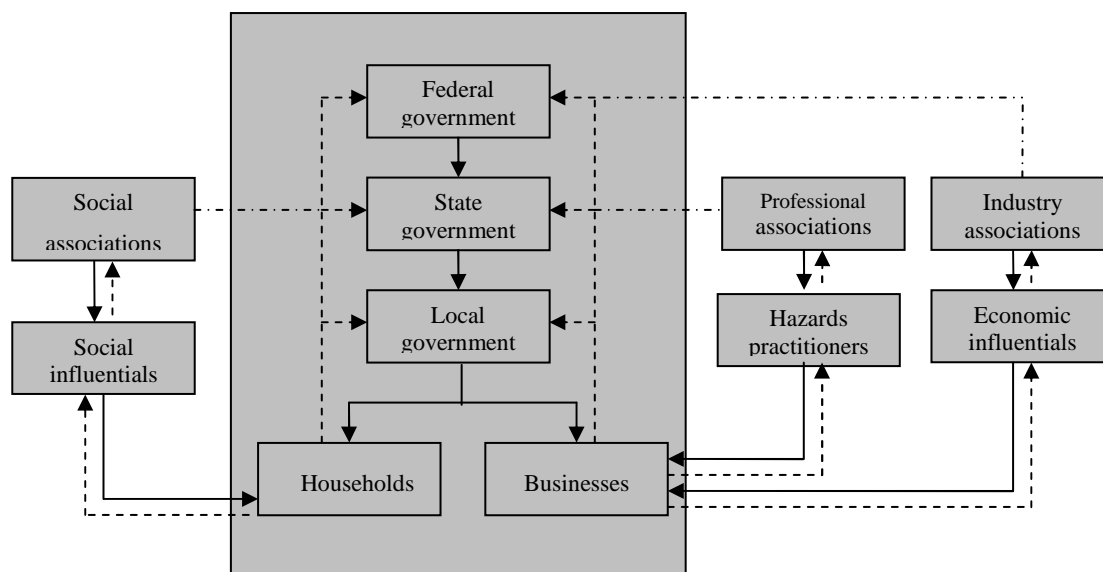 Federal
government
Social
associations
State
government
Professional
associations
Industry
associations
Local
government
Hazards
practitioners
Economic
influentials
Social
influentials
Households
Businesses